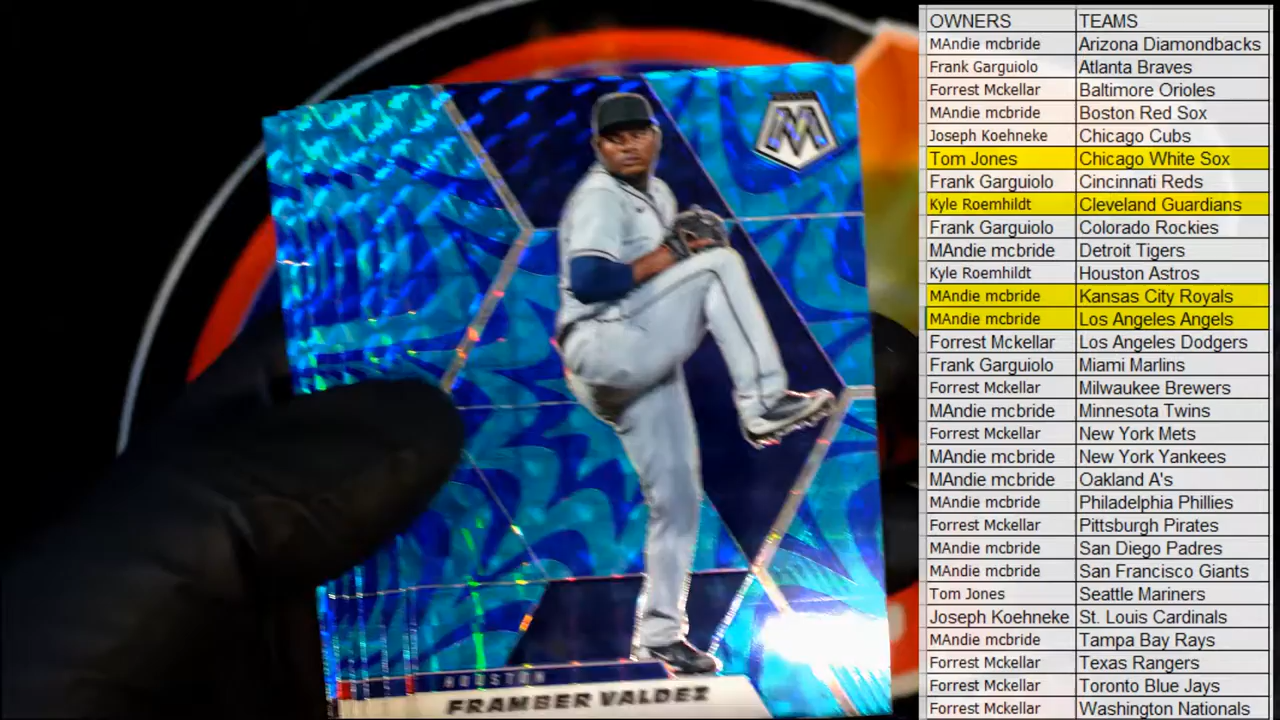 M
HOUSTON
FRAMBER VALDEZ
OWNERS TEAMS
MAndie mcbride Arizona Diamondbacks
Frank Garguiolo Atlanta Braves
Forrest Mckellar Baltimore Orioles
MAndie mcbride Boston Red Sox
Joseph Koehneke Chicago Cubs
Tom Jones Chicago White Sox
Frank Garguiolo Cincinnati Reds
Kyle Roemhildt Cleveland Guardians
Frank Garguiolo Colorado Rockies
MAndie mcbride Detroit Tigers
Kyle Roemhildt Houston Astros
MAndie mcbride Kansas City Royals
MAndie mcbride Los Angeles Angels
Forrest Mckellar Los Angeles Dodgers
Frank Garguiolo Miami Marlins
Forrest Mckellar Milwaukee Brewers
MAndie mcbride Minnesota Twins
Forrest Mckellar New York Mets
MAndie mcbride New York Yankees
MAndie mcbride Oakland A's
MAndie mcbride Philadelphia Phillies
Forrest Mckellar Pittsburgh Pirates
MAndie mcbride San Diego Padres
MAndie mcbride San Francisco Giants
Tom Jones Seattle Mariners
Joseph Koehneke St. Louis Cardinals
MAndie mcbride Tampa Bay Rays
Forrest Mckellar Texas Rangers
Forrest Mckellar Toronto Blue Jays
Forrest Mckellar Washington Nationals